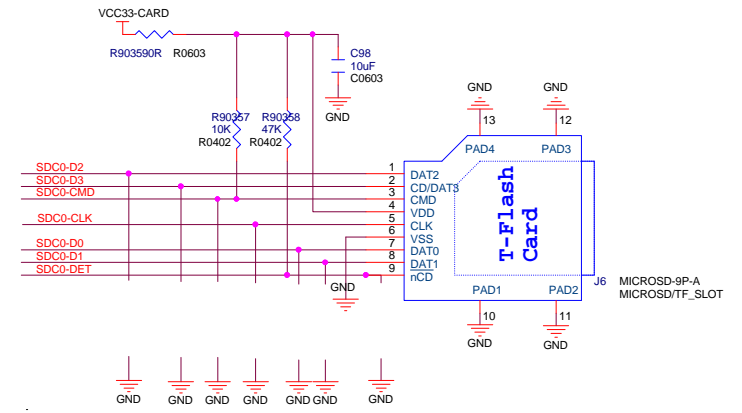 VCC33-CARD
R903590R R0603
C98
10uF
C0603
GND
R90357
10K
R0402
R90358
47K
R0402
GND GND
13 12
PAD4 PAD3
SDC0-D2 1 DAT2
SDC0-D3 2 CD/DAT3
SDC0-CMD 3 CMD
4 VDD
SDC0-CLK 5 CLK
6 VSS
SDC0-D0 7 DAT0
SDC0-D1 8 DAT1
SDC0-DET 9 nCD
T-Flash
Card
GND
PAD1 PAD2
J6
MICROSD-9P-A
MICROSD/TF_SLOT
10 11
GND GND
GND GND GND GND GND GND GND